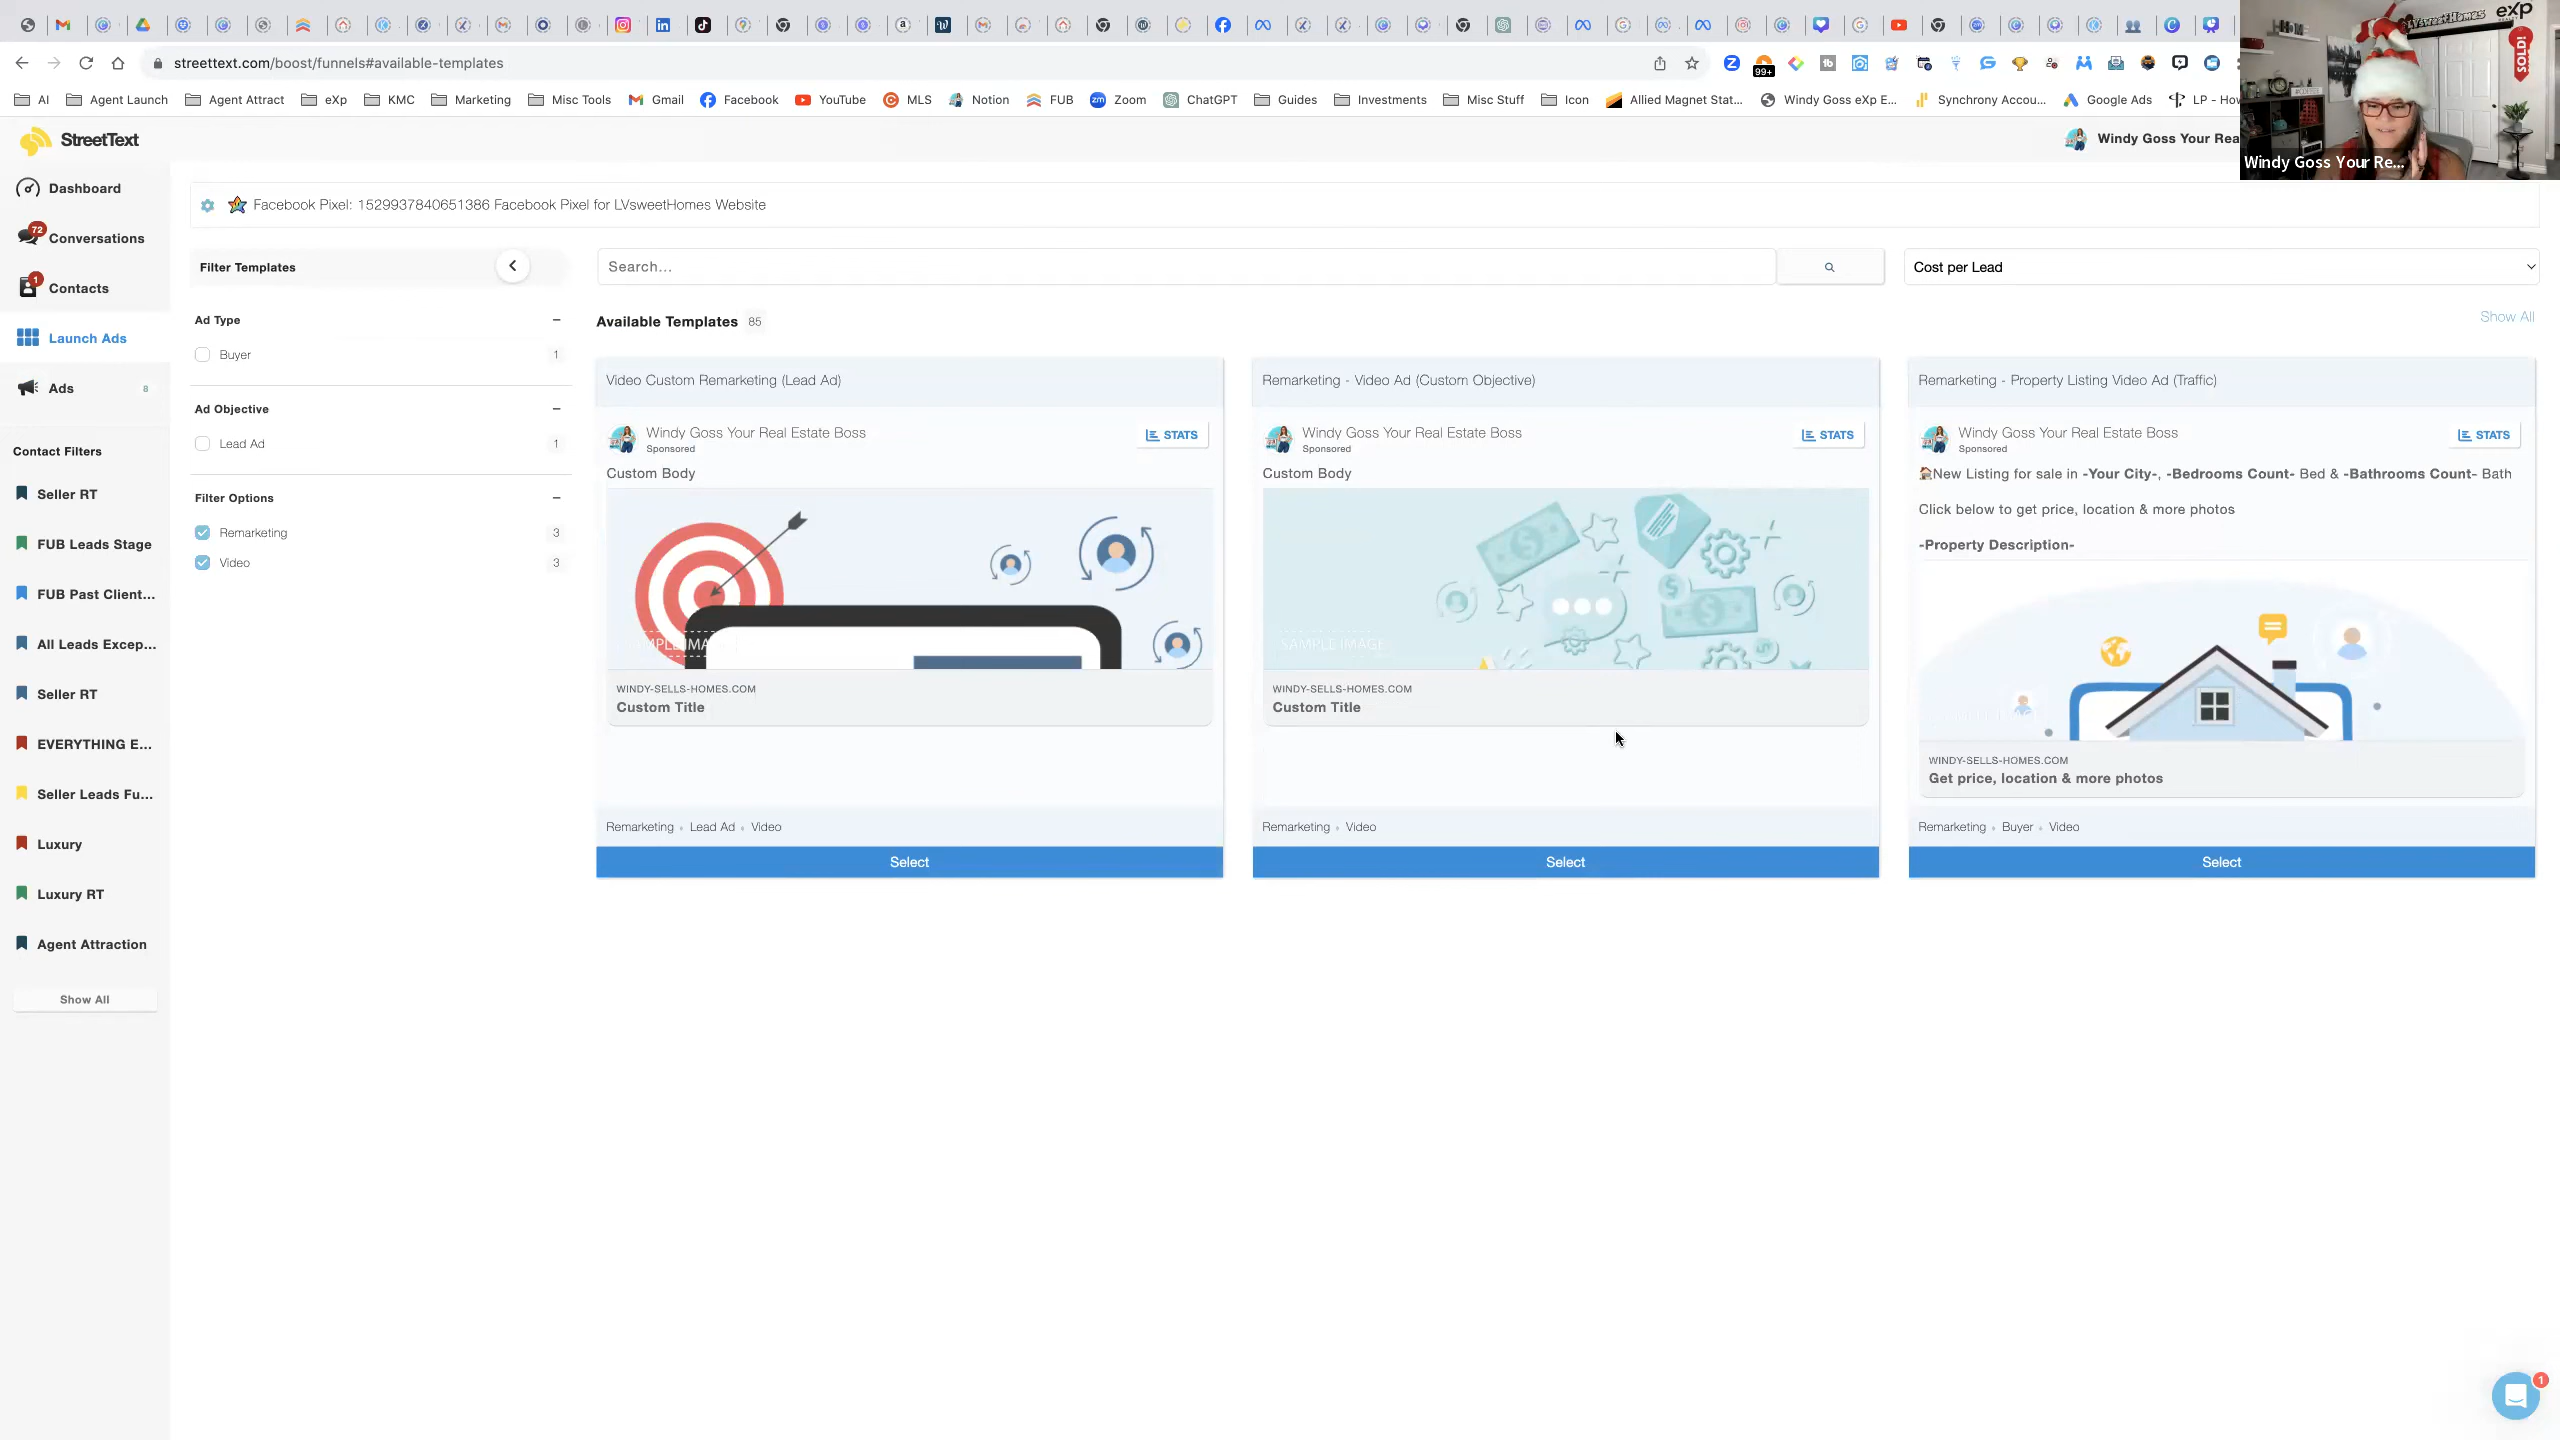 streettext.com/boost/funnels#available-templates
99+
AI
Agent Launch
Agent Attract
eXp
KMC
Marketing
Misc Tools
Gmail
Facebook
YouTube
MLS
Notion
FUB
Zoom
ChatGPT
Guides
Investments
Misc Stuff
Icon
Allied Magnet Stat...
Windy Goss eXp E...
Synchrony Accou...
Google Ads
LP - Hov
StreetText
Windy Goss Your Rea
LVsweetHomes
eXp
SOLD!
Windy Goss Your Re...
Dashboard
72
Conversations
1
Contacts
Launch Ads
Ads
8
Contact Filters
Seller RT
FUB Leads Stage
FUB Past Client...
All Leads Excep...
Seller RT
EVERYTHING E...
Seller Leads Fu...
Luxury
Luxury RT
Agent Attraction
Show All
Facebook Pixel: 1529937840651386 Facebook Pixel for LVsweetHomes Website
Filter Templates
Ad Type
Buyer
1
Ad Objective
Lead Ad
1
Filter Options
Remarketing
3
Video
3
Search...
Cost per Lead
Available Templates 85
Show All
Video Custom Remarketing (Lead Ad)
Windy Goss Your Real Estate Boss
Sponsored
STATS
Custom Body
WINDY-SELLS-HOMES.COM
Custom Title
Remarketing • Lead Ad • Video
Select
Remarketing - Video Ad (Custom Objective)
Windy Goss Your Real Estate Boss
Sponsored
STATS
Custom Body
SAMPLE IMAGE
WINDY-SELLS-HOMES.COM
Custom Title
Remarketing • Video
Select
Remarketing - Property Listing Video Ad (Traffic)
Windy Goss Your Real Estate Boss
Sponsored
STATS
🏠New Listing for sale in -Your City-, -Bedrooms Count- Bed & -Bathrooms Count- Bath
Click below to get price, location & more photos
-Property Description-
WINDY-SELLS-HOMES.COM
Get price, location & more photos
Remarketing • Buyer • Video
Select
1